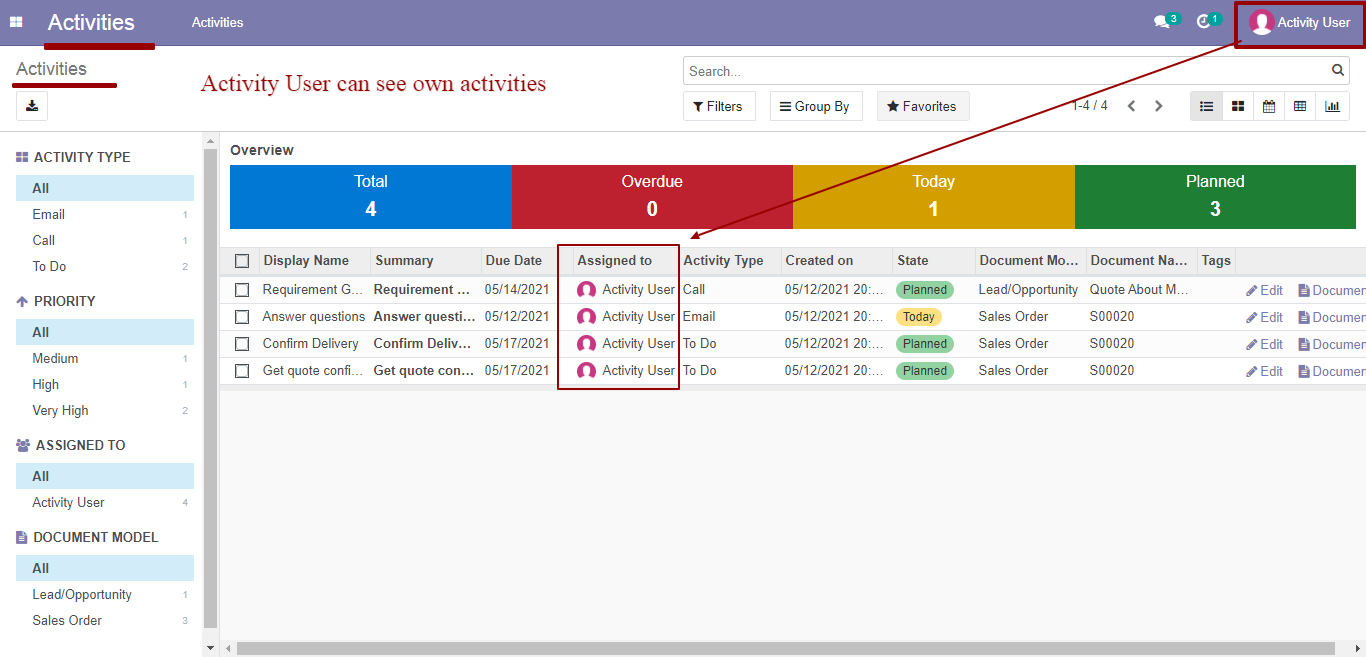 Activities Activities 3 1 Activity User
Activities
Activity User can see own activities
Search...
Filters Group By Favorites 1-4 / 4
ACTIVITY TYPE
All
Email 1
Call 1
To Do 2
PRIORITY
All
Medium 1
High 1
Very High 2
ASSIGNED TO
All
Activity User 4
DOCUMENT MODEL
All
Lead/Opportunity 1
Sales Order 3
Overview
Total Overdue Today Planned
4 0 1 3
Display Name Summary Due Date Assigned to Activity Type Created on State Document Mo... Document Na... Tags
Requirement G... Requirement ... 05/14/2021 Activity User Call 05/12/2021 20:... Planned Lead/Opportunity Quote About M... Edit Documen
Answer questions Answer questi... 05/12/2021 Activity User Email 05/12/2021 20:... Today Sales Order S00020 Edit Documen
Confirm Delivery Confirm Deliv... 05/17/2021 Activity User To Do 05/12/2021 20:... Planned Sales Order S00020 Edit Documen
Get quote confi... Get quote con... 05/17/2021 Activity User To Do 05/12/2021 20:... Planned Sales Order S00020 Edit Documen